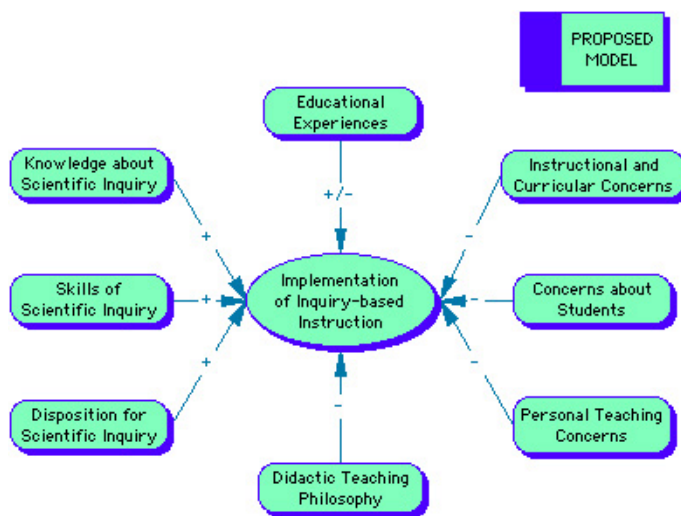 PROPOSED
MODEL
Educational
Experiences
Knowledge about
Scientific Inquiry
Instructional and
Curricular Concerns
+/-
+
-
Skills of
Scientific Inquiry
+
Implementation
of Inquiry-based
Instruction
-
Concerns about
Students
+
-
-
Disposition for
Scientific Inquiry
Personal Teaching
Concerns
Didactic Teaching
Philosophy